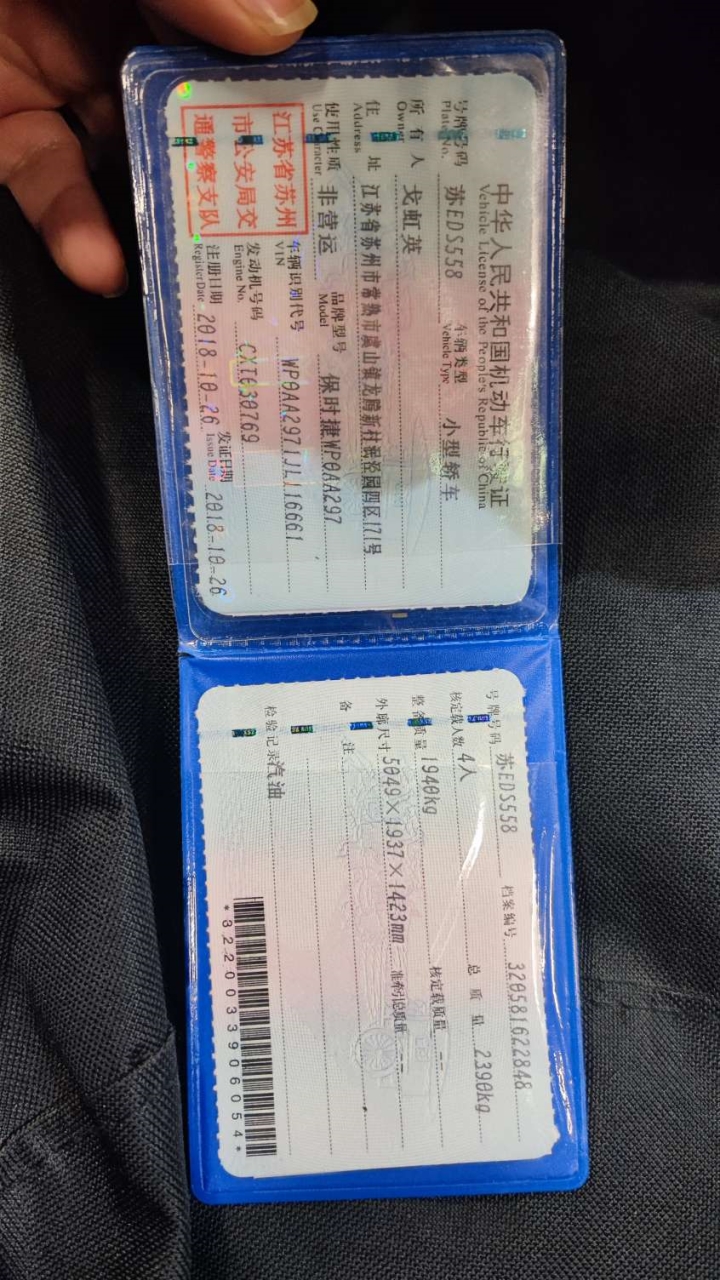 中华人民共和国机动车行驶证
Vehicle License of the People's Republic of China
号牌号码 苏EDS558 车辆类型 小型轿车
Plate No. Vehicle Type
所有人 戈虹英
Owner
住址 江苏省苏州市常熟市虞山镇龙腾新村泯泾园四区171号
Address
使用性质 非营运 品牌型号 保时捷WP0AA297
Use Character Model
江苏省苏州
市公安局交
通警察支队
车辆识别代号 WP0AA2971JL116661
VIN
发动机号码 CXT030769
Engine No.
注册日期 2018-10-26 发证日期 2018-10-26
Register Date Issue Date
号牌号码 苏EDS558 档案编号 320581622848
核定载人数 4人 总质量 2390kg
整备质量 1940kg 核定载质量 --
外廓尺寸 5049×1937×1423mm 准牵引总质量 --
备注
检验记录 汽油
*3220033906054*